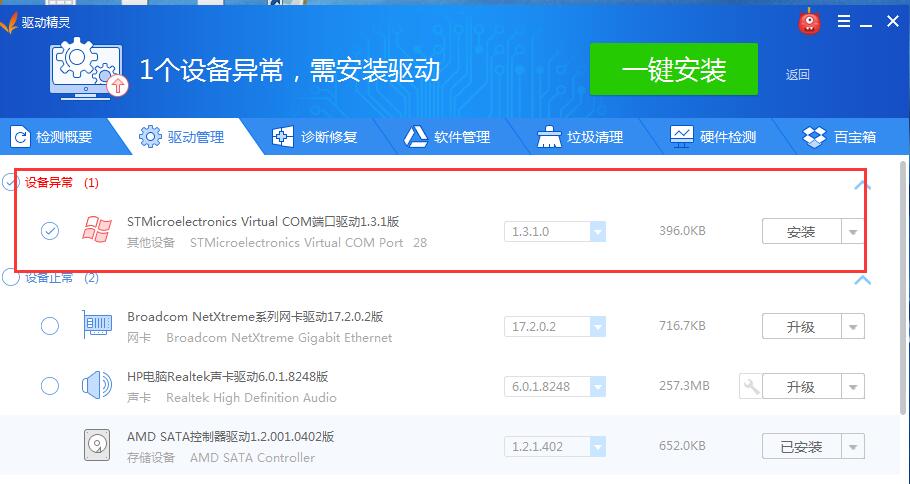 驱动精灵
1个设备异常，需安装驱动
一键安装
返回
检测概要 驱动管理 诊断修复 软件管理 垃圾清理 硬件检测 百宝箱
设备异常 (1)
STMicroelectronics Virtual COM端口驱动1.3.1版
其他设备 STMicroelectronics Virtual COM Port 28
1.3.1.0 396.0KB 安装
设备正常 (2)
Broadcom NetXtreme系列网卡驱动17.2.0.2版
网卡 Broadcom NetXtreme Gigabit Ethernet
17.2.0.2 716.7KB 升级
HP电脑Realtek声卡驱动6.0.1.8248版
声卡 Realtek High Definition Audio
6.0.1.8248 257.3MB 升级
AMD SATA控制器驱动1.2.001.0402版
存储设备 AMD SATA Controller
1.2.1.402 652.0KB 已安装